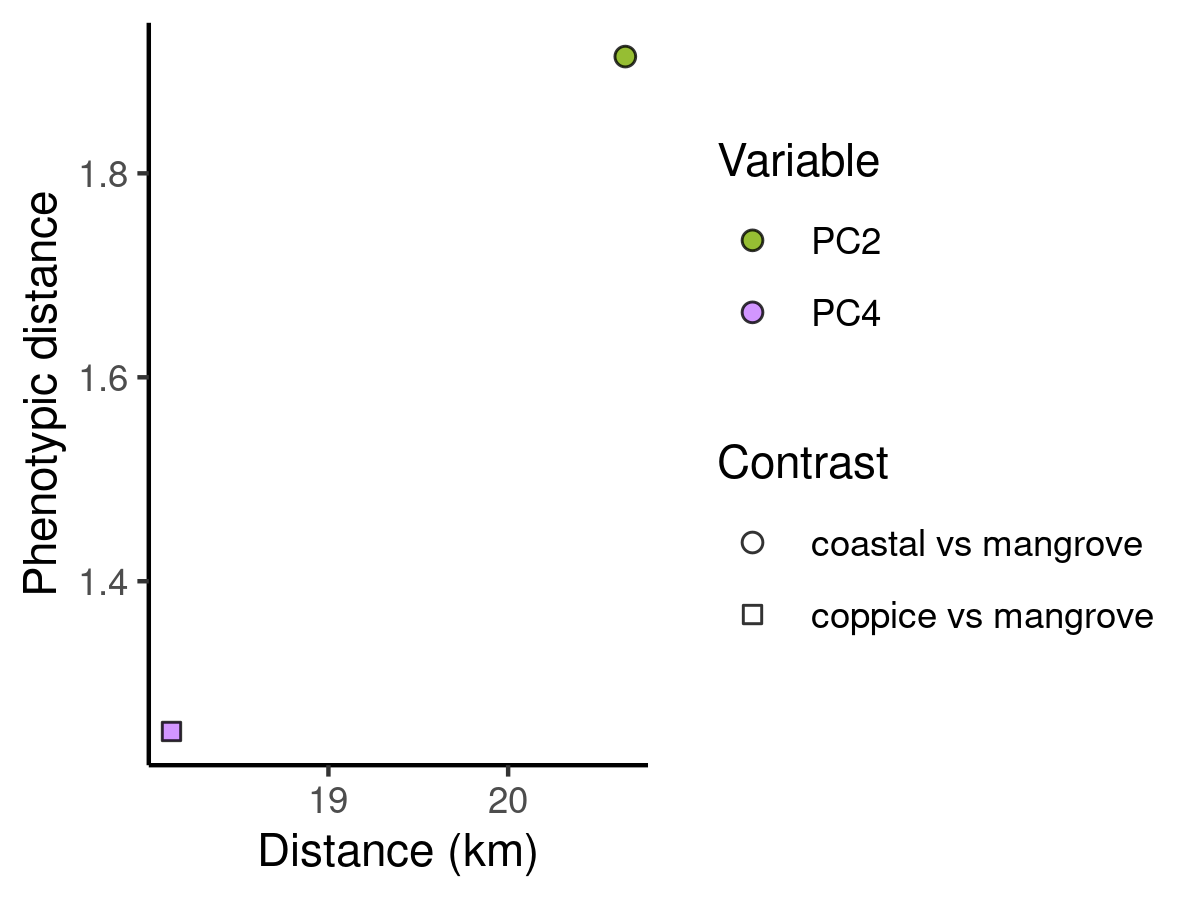 Phenotypic distance
1.8
1.6
1.4
19
20
Distance (km)
Variable
PC2
PC4
Contrast
coastal vs mangrove
coppice vs mangrove